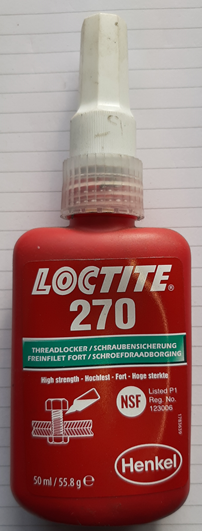 LOCTITE®
270
THREADLOCKER / SCHRAUBENSICHERUNG
FREINFILET FORT / SCHROEFDRAADBORGING
High strength - Hochfest - Fort - Hoge sterkte
NSF
Listed P1
Reg. No.
123006
50 ml / 55.8 g ℮
Henkel